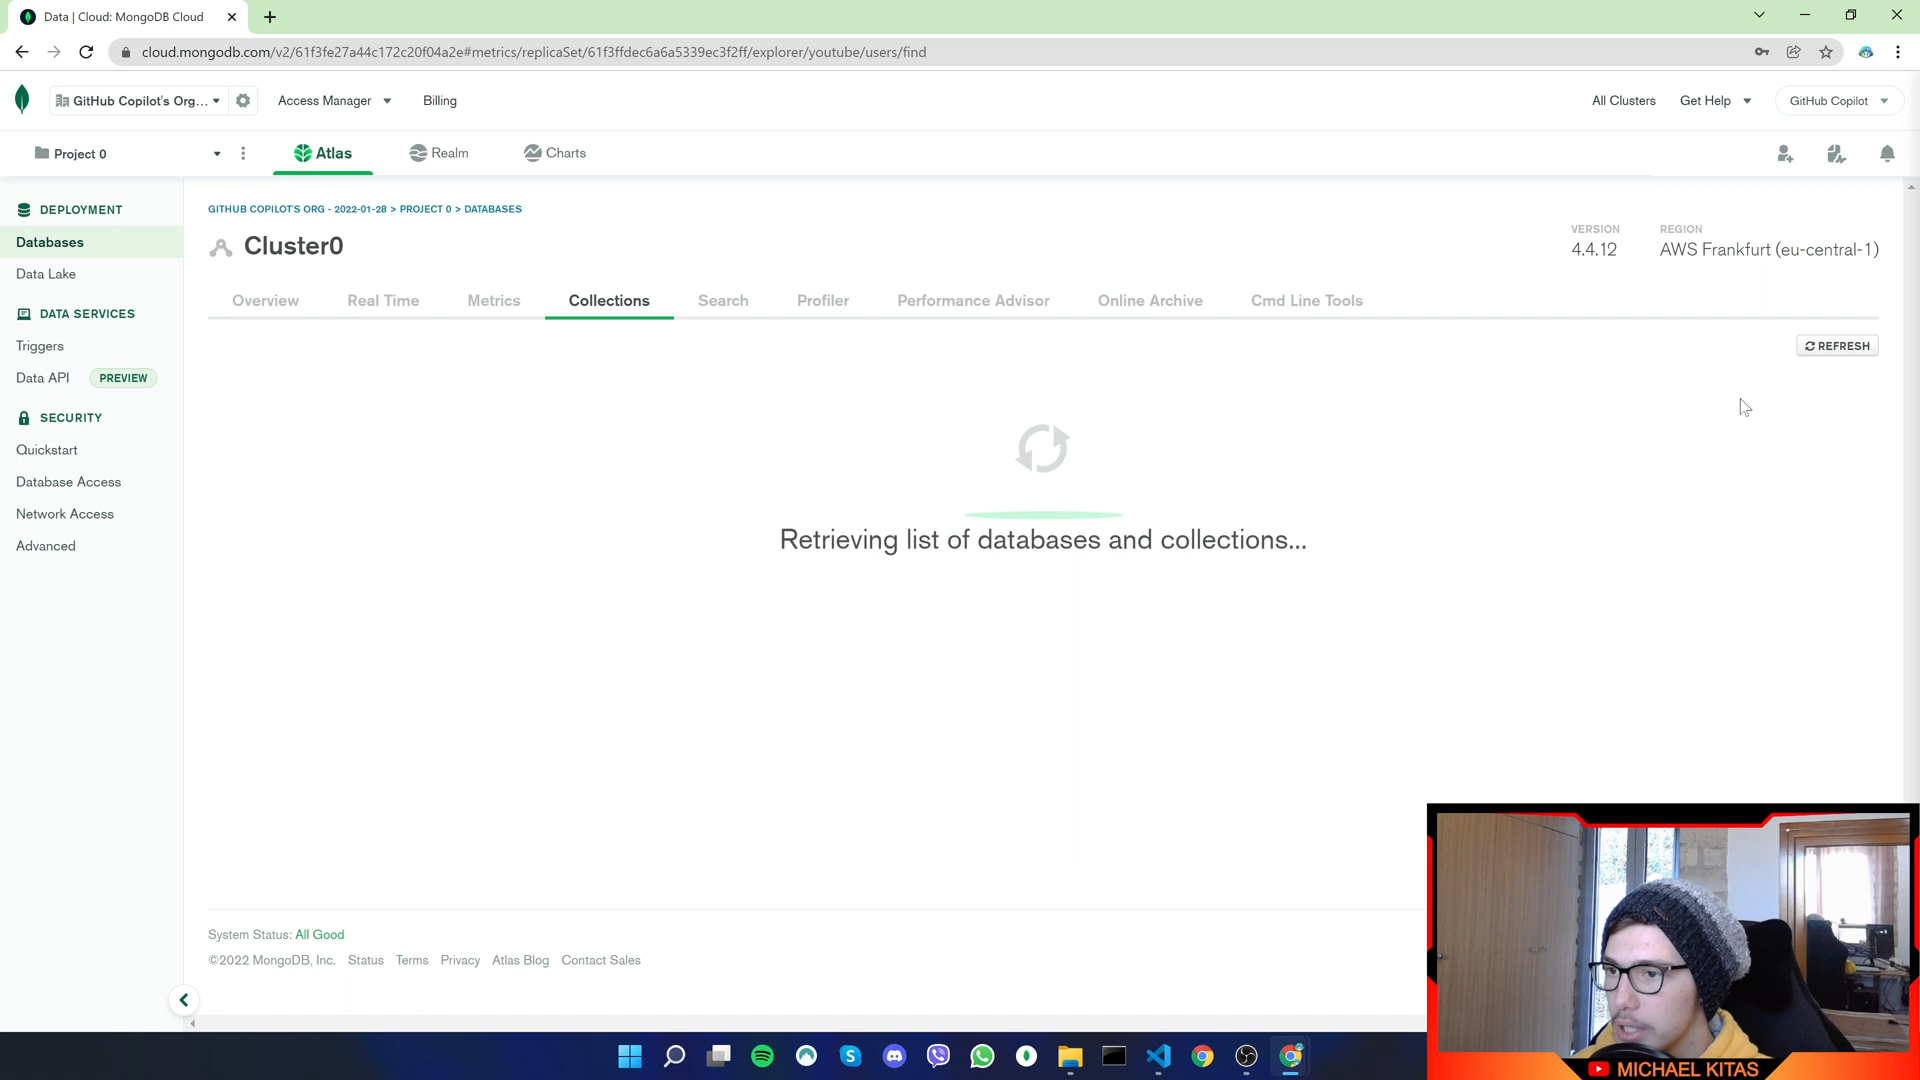 Data | Cloud: MongoDB Cloud
cloud.mongodb.com/v2/61f3fe27a44c172c20f04a2e#metrics/replicaSet/61f3ffdec6a6a5339ec3f2ff/explorer/youtube/users/find
GitHub Copilot's Org... Access Manager Billing All Clusters Get Help GitHub Copilot
Project 0 Atlas Realm Charts
DEPLOYMENT
Databases
Data Lake
DATA SERVICES
Triggers
Data API PREVIEW
SECURITY
Quickstart
Database Access
Network Access
Advanced
GITHUB COPILOT'S ORG - 2022-01-28 > PROJECT 0 > DATABASES
Cluster0
VERSION REGION
4.4.12 AWS Frankfurt (eu-central-1)
Overview Real Time Metrics Collections Search Profiler Performance Advisor Online Archive Cmd Line Tools
REFRESH
Retrieving list of databases and collections...
System Status: All Good
©2022 MongoDB, Inc. Status Terms Privacy Atlas Blog Contact Sales
MICHAEL KITAS